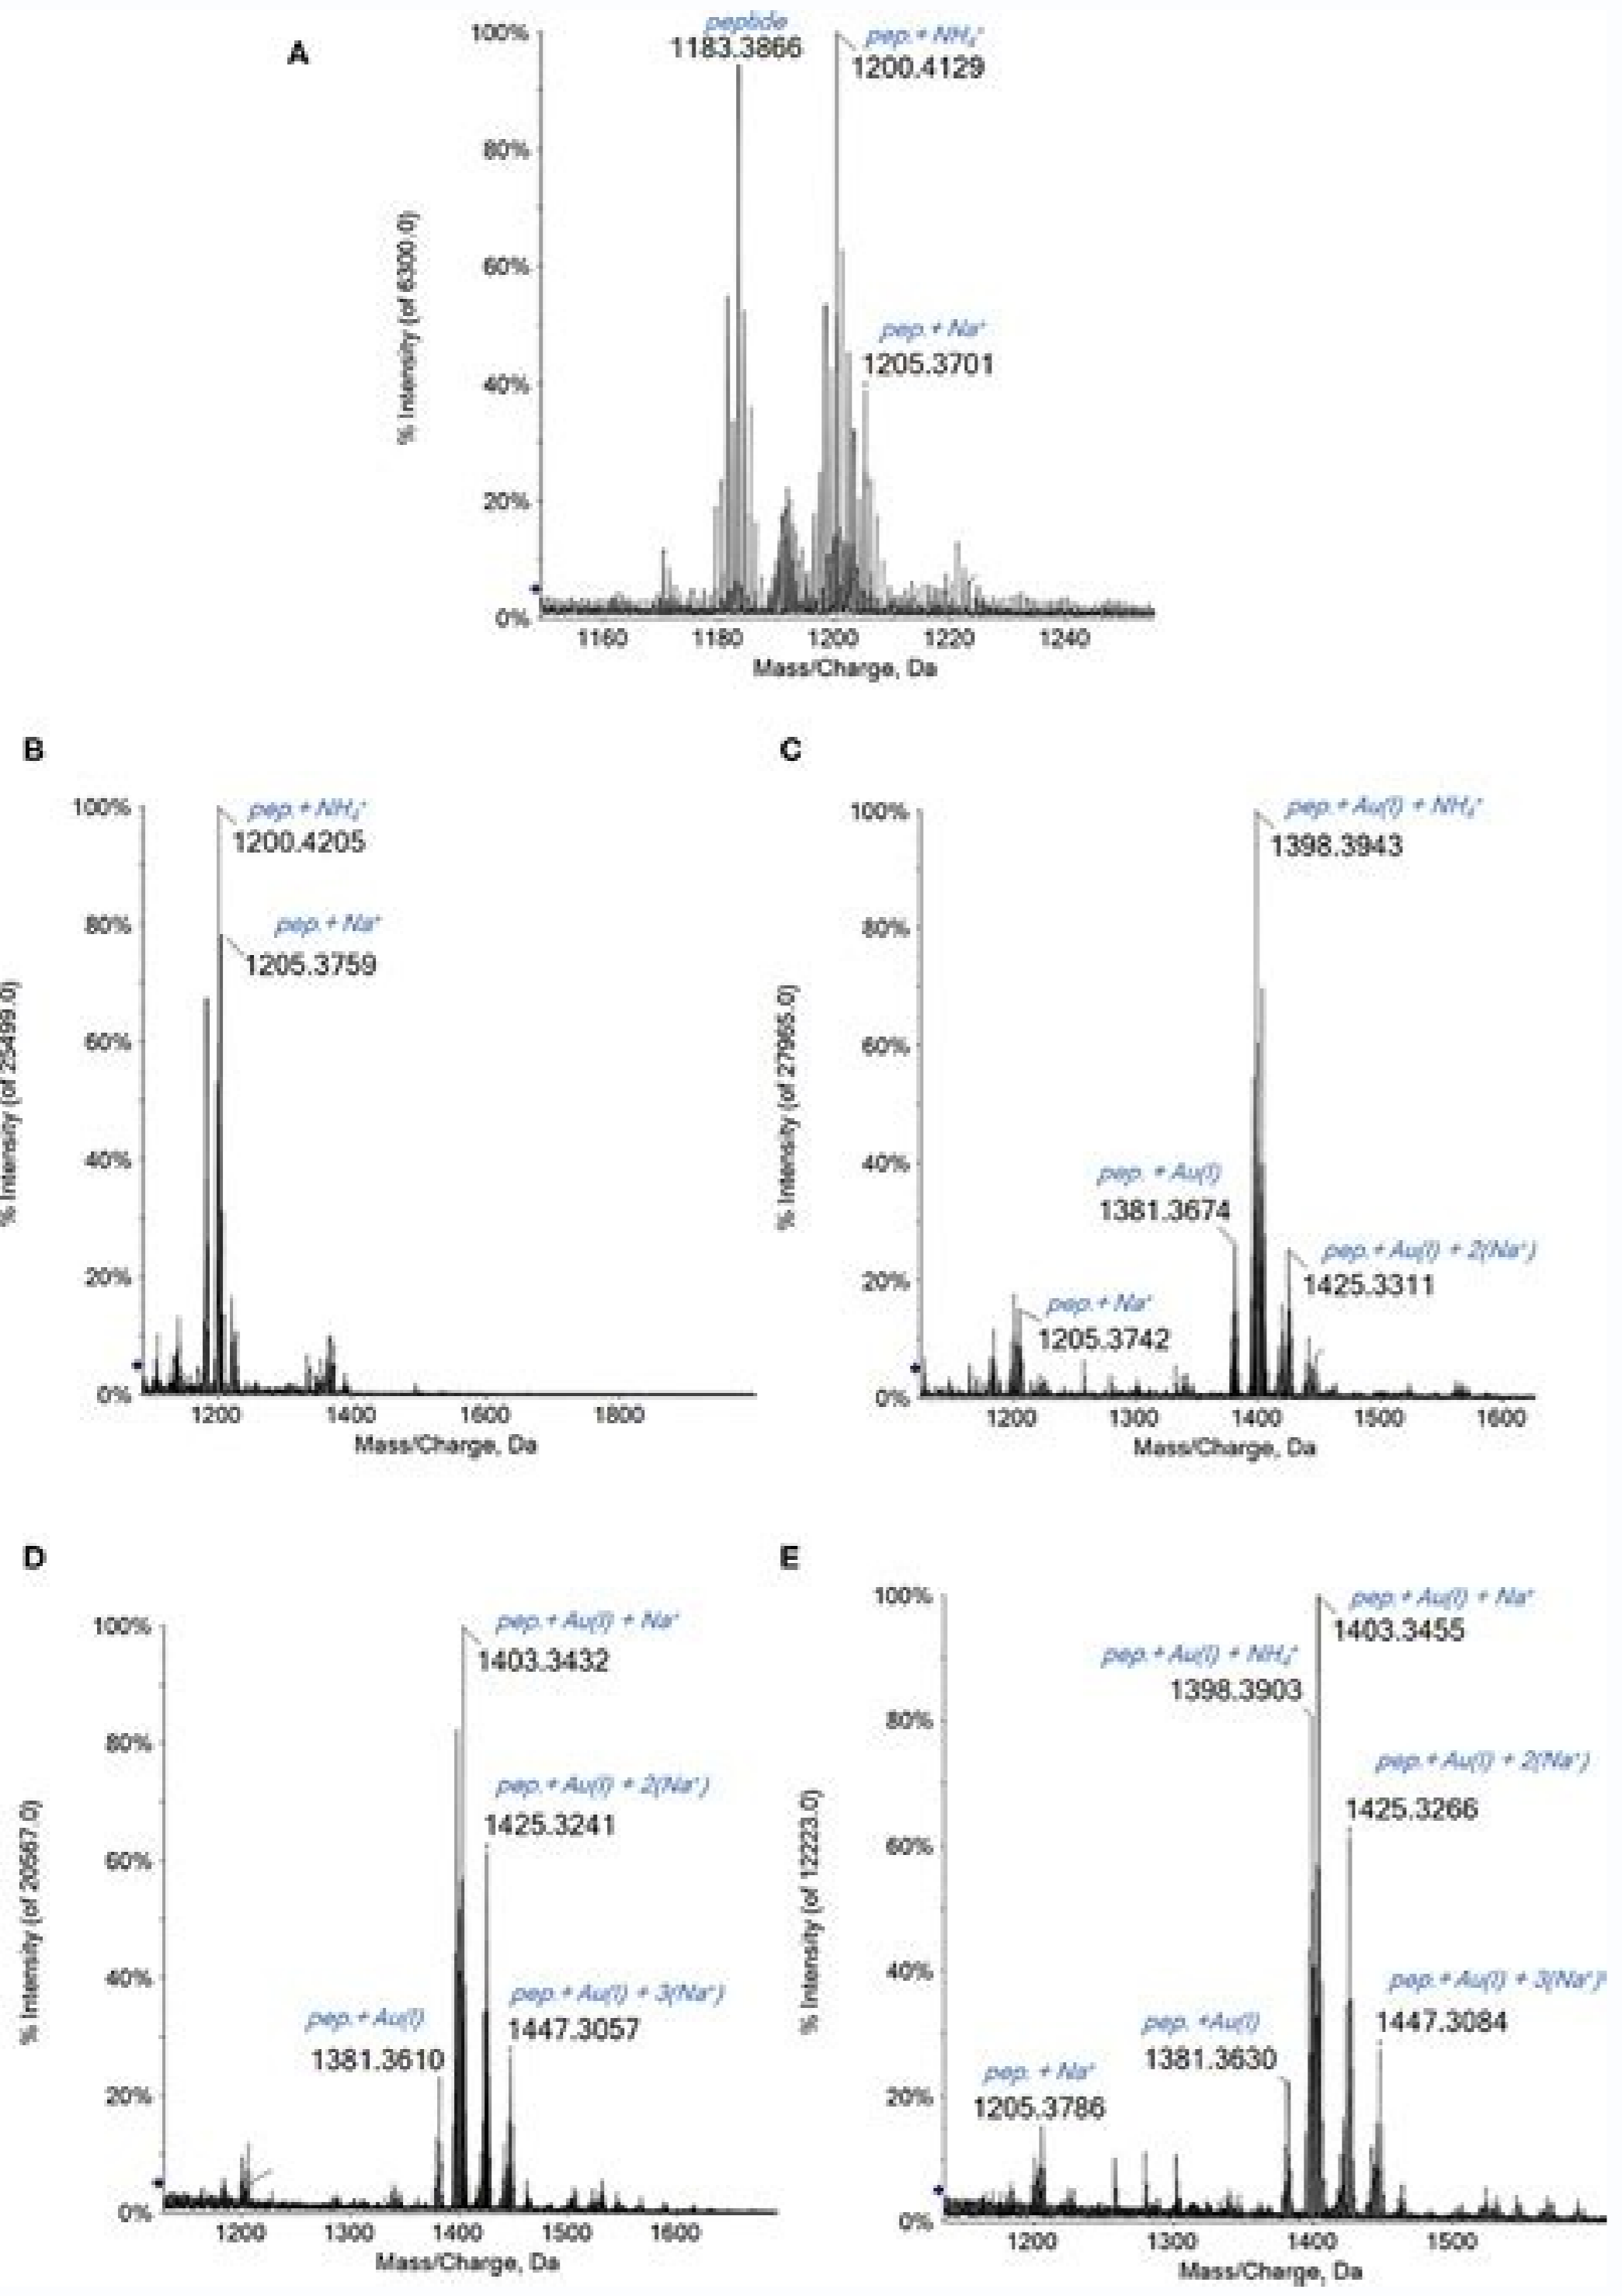 A
peptide
1183.3866
pep.+ NH₄⁺
1200.4129
pep.+ Na⁺
1205.3701
% Intensity (of 6300.0)
100%
80%
60%
40%
20%
0%
1160 1180 1200 1220 1240
Mass/Charge, Da
B
pep.+ NH₄⁺
1200.4205
pep.+ Na⁺
1205.3759
% Intensity (of 25499.0)
100%
80%
60%
40%
20%
0%
1200 1400 1600 1800
Mass/Charge, Da
C
pep.+ Au(I) + NH₄⁺
1398.3943
pep. + Au(I)
1381.3674
pep.+ Au(I) + 2(Na⁺)
1425.3311
pep.+ Na⁺
1205.3742
% Intensity (of 27965.0)
100%
80%
60%
40%
20%
0%
1200 1300 1400 1500 1600
Mass/Charge, Da
D
pep.+ Au(I) + Na⁺
1403.3432
pep.+ Au(I) + 2(Na⁺)
1425.3241
pep.+ Au(I) + 3(Na⁺)
1447.3057
pep.+ Au(I)
1381.3610
% Intensity (of 20567.0)
100%
80%
60%
40%
20%
0%
1200 1300 1400 1500 1600
Mass/Charge, Da
E
pep.+ Au(I) + Na⁺
1403.3455
pep.+ Au(I) + NH₄⁺
1398.3903
pep.+ Au(I) + 2(Na⁺)
1425.3266
pep.+ Au(I) + 3(Na⁺)
1447.3084
pep. +Au(I)
1381.3630
pep. + Na⁺
1205.3786
% Intensity (of 12223.0)
100%
80%
60%
40%
20%
0%
1200 1300 1400 1500
Mass/Charge, Da